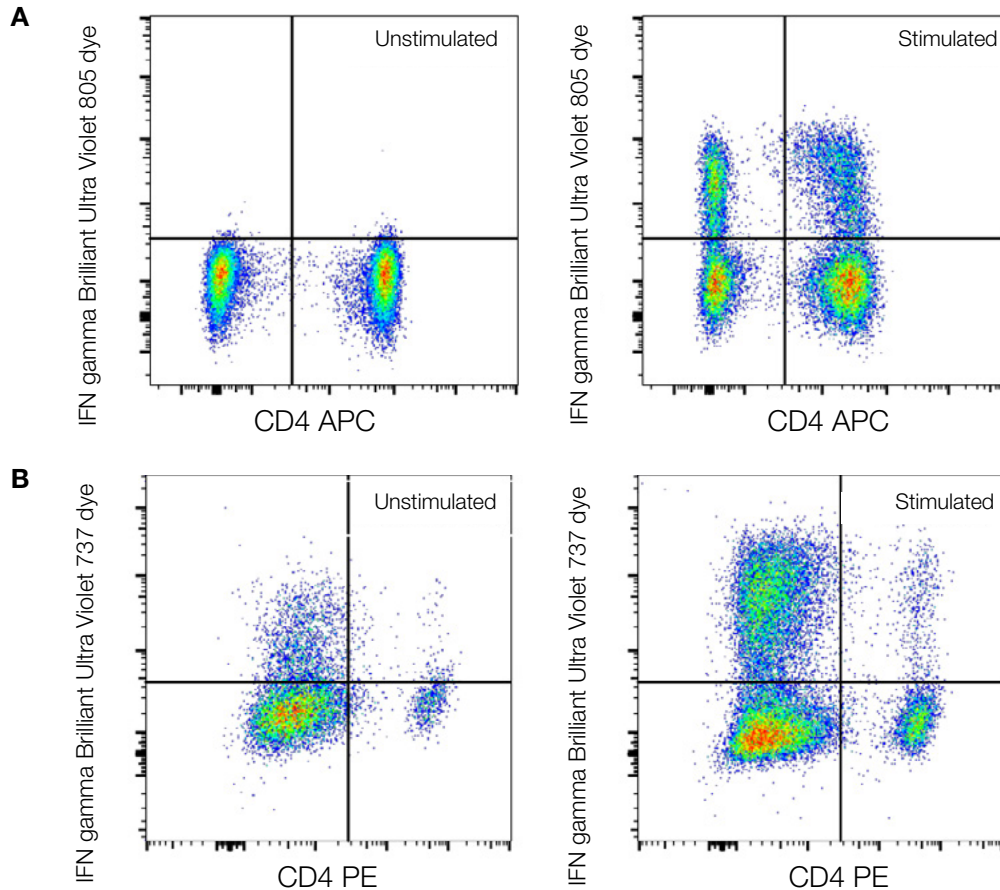 A
IFN gamma Brilliant Ultra Violet 805 dye
Unstimulated
CD4 APC
IFN gamma Brilliant Ultra Violet 805 dye
Stimulated
CD4 APC
B
IFN gamma Brilliant Ultra Violet 737 dye
Unstimulated
CD4 PE
IFN gamma Brilliant Ultra Violet 737 dye
Stimulated
CD4 PE